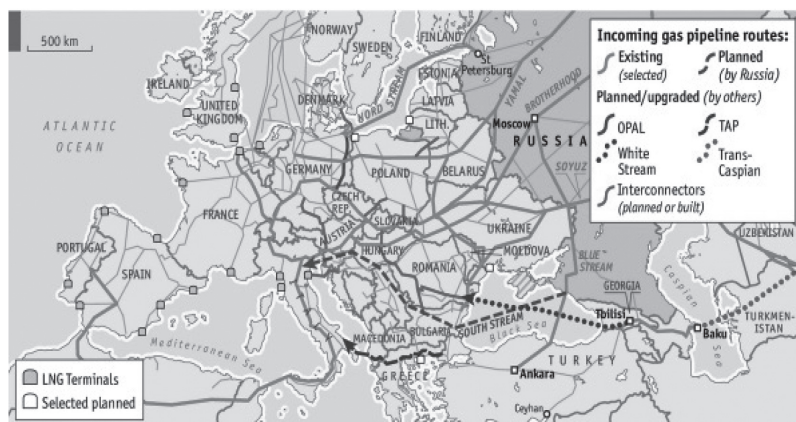 500 km
NORWAY
SWEDEN
FINLAND
St
Petersburg
ESTONIA
LATVIA
LITH.
IRELAND
UNITED
KINGDOM
DENMARK
NORD STREAM
YAMAL
BROTHERHOOD
Moscow
RUSSIA
SOYUZ
ATLANTIC
OCEAN
GERMANY
POLAND
BELARUS
CZECH
REP.
SLOVAKIA
AUSTRIA
HUNGARY
UKRAINE
MOLDOVA
FRANCE
ROMANIA
PORTUGAL
SPAIN
BLUE
STREAM
GEORGIA
Caspian
Sea
UZBEKISTAN
TURKMEN-
ISTAN
Tbilisi
Baku
SOUTH STREAM
Black Sea
BULGARIA
MACEDONIA
GREECE
TURKEY
Ankara
Ceyhan
Mediterranean Sea
Incoming gas pipeline routes:
Existing
(selected)
Planned
(by Russia)
Planned/upgraded (by others)
OPAL
TAP
White
Stream
Trans-
Caspian
Interconnectors
(planned or built)
LNG Terminals
Selected planned